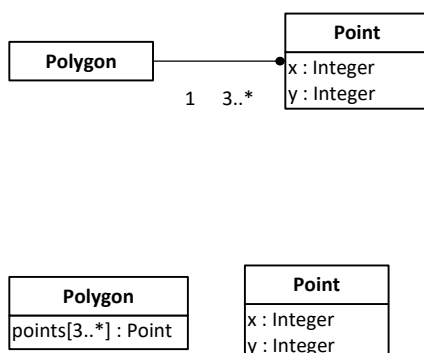 Point
Polygon
x : Integer
y : Integer
1 3..*
Polygon
points[3..*] : Point
Point
x : Integer
y : Integer